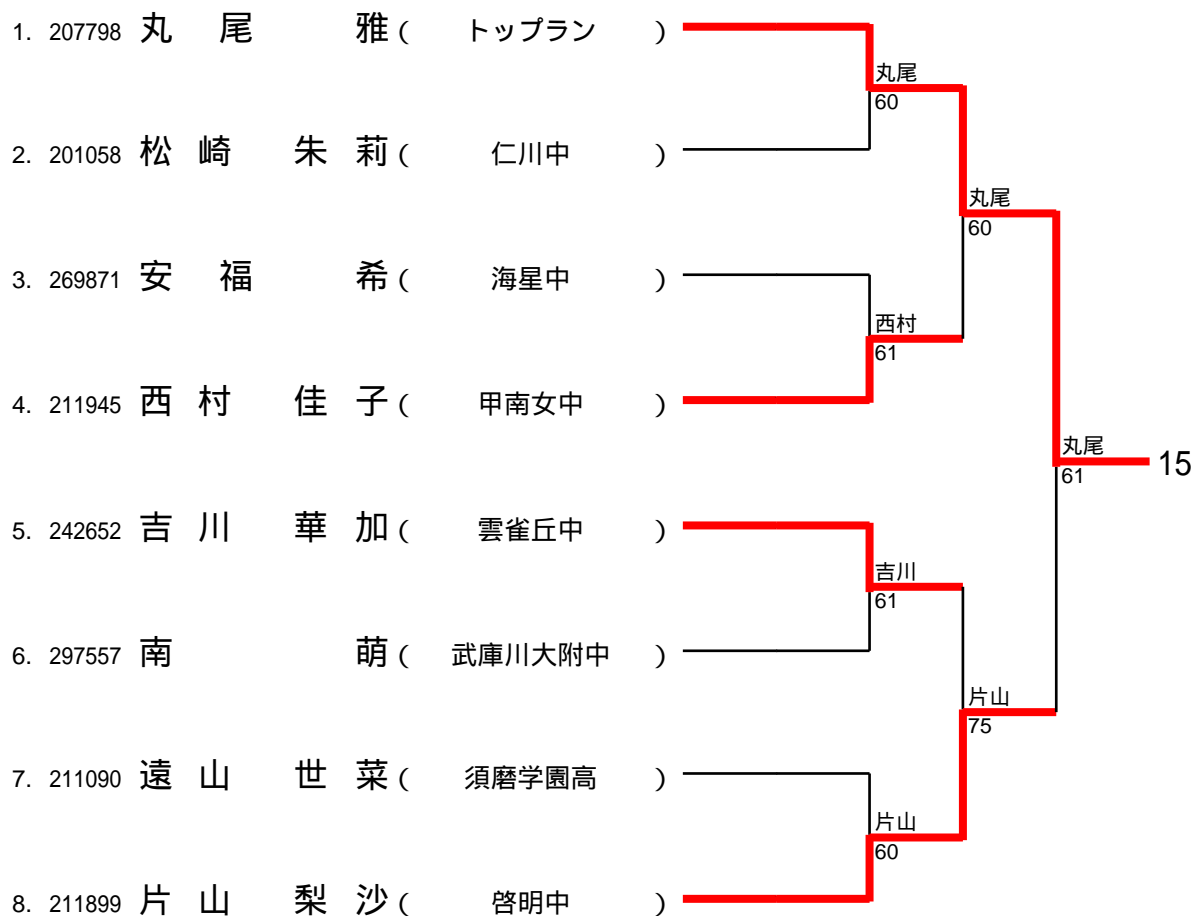 1. 207798 丸尾 雅 ( トップラン )
丸尾
60
2. 201058 松崎 朱莉 ( 仁川中 )
丸尾
60
3. 269871 安福 希 ( 海星中 )
西村
61
4. 211945 西村 佳子 ( 甲南女中 )
丸尾
61
15
5. 242652 吉川 華加 ( 雲雀丘中 )
吉川
61
6. 297557 南 萌 ( 武庫川大附中 )
片山
75
7. 211090 遠山 世菜 ( 須磨学園高 )
片山
60
8. 211899 片山 梨沙 ( 啓明中 )